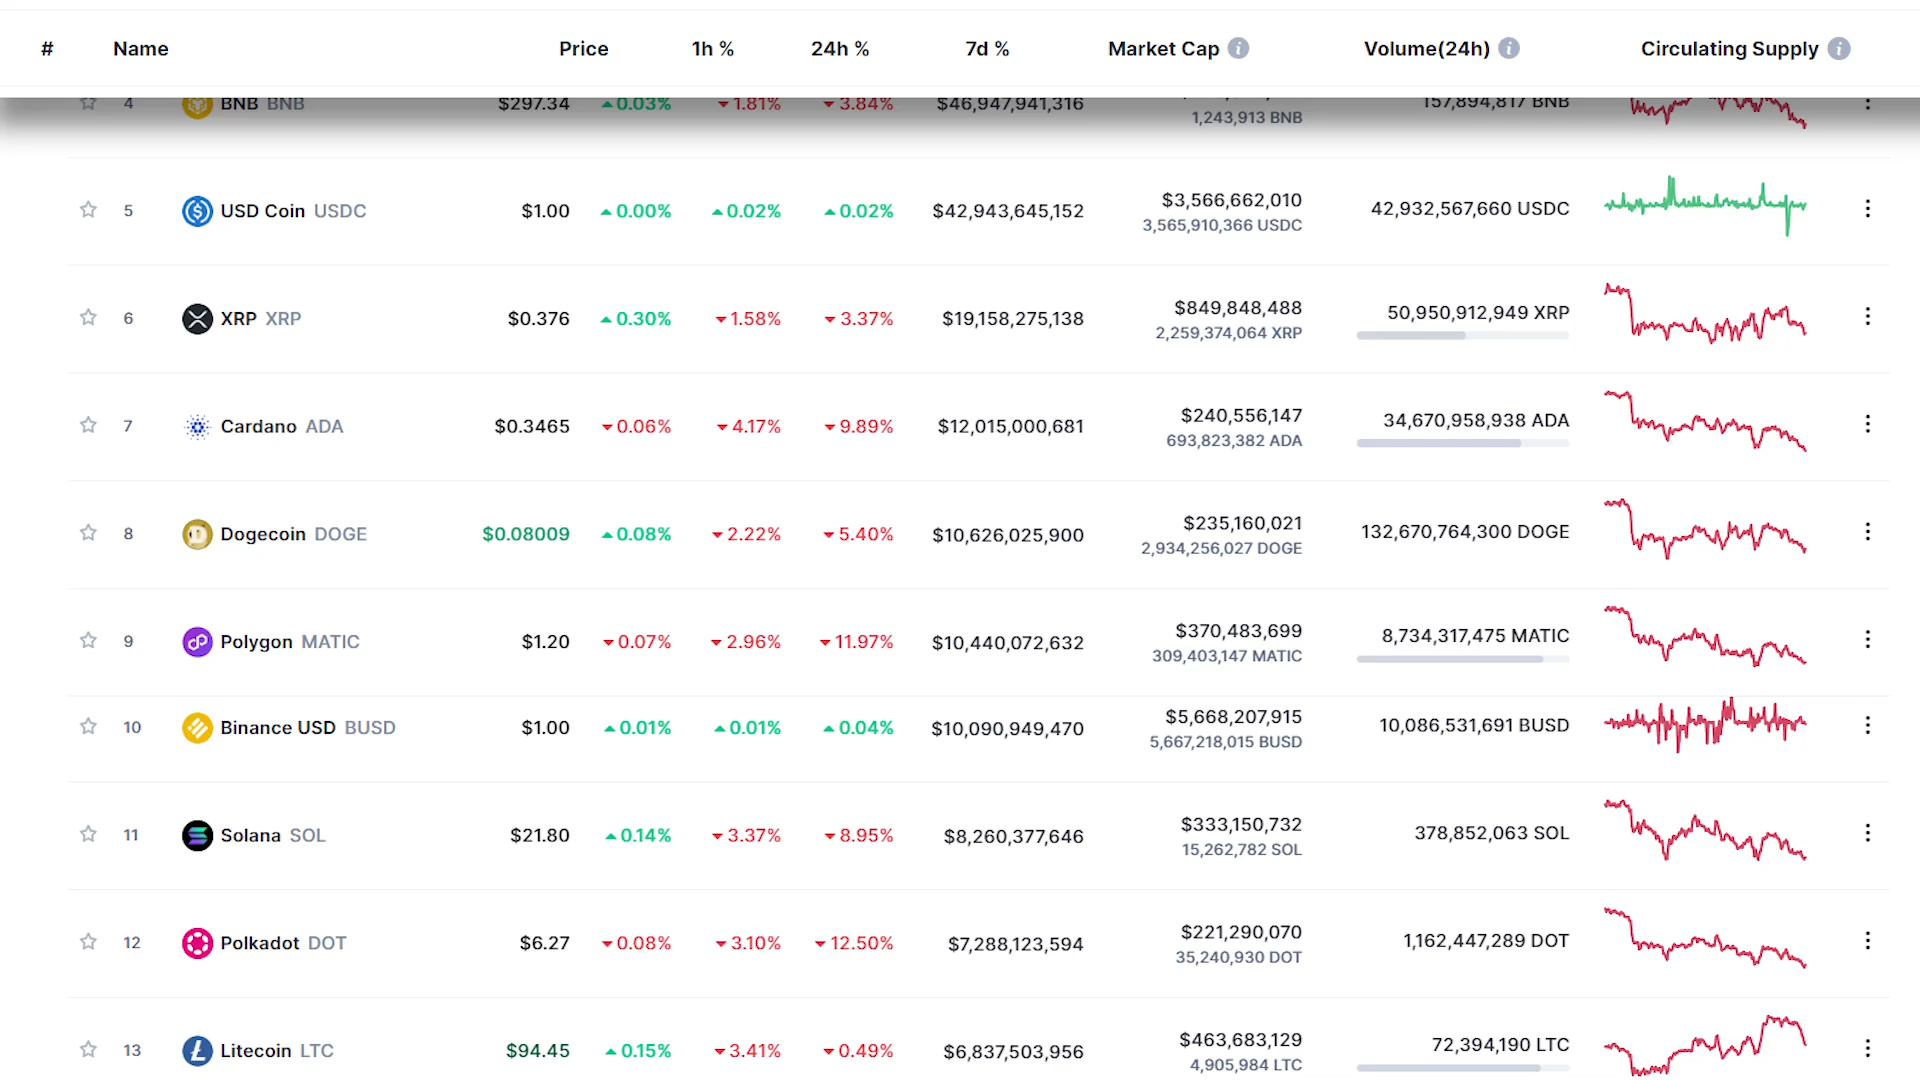 # Name Price 1h % 24h % 7d % Market Cap Volume(24h) Circulating Supply
4 BNB BNB $297.34 0.03% 1.81% 3.84% $46,947,941,316 157,894,817 BNB
1,243,913 BNB
5 USD Coin USDC $1.00 0.00% 0.02% 0.02% $42,943,645,152 $3,566,662,010 42,932,567,660 USDC
3,565,910,366 USDC
6 XRP XRP $0.376 0.30% 1.58% 3.37% $19,158,275,138 $849,848,488 50,950,912,949 XRP
2,259,374,064 XRP
7 Cardano ADA $0.3465 0.06% 4.17% 9.89% $12,015,000,681 $240,556,147 34,670,958,938 ADA
693,823,382 ADA
8 Dogecoin DOGE $0.08009 0.08% 2.22% 5.40% $10,626,025,900 $235,160,021 132,670,764,300 DOGE
2,934,256,027 DOGE
9 Polygon MATIC $1.20 0.07% 2.96% 11.97% $10,440,072,632 $370,483,699 8,734,317,475 MATIC
309,403,147 MATIC
10 Binance USD BUSD $1.00 0.01% 0.01% 0.04% $10,090,949,470 $5,668,207,915 10,086,531,691 BUSD
5,667,218,015 BUSD
11 Solana SOL $21.80 0.14% 3.37% 8.95% $8,260,377,646 $333,150,732 378,852,063 SOL
15,262,782 SOL
12 Polkadot DOT $6.27 0.08% 3.10% 12.50% $7,288,123,594 $221,290,070 1,162,447,289 DOT
35,240,930 DOT
13 Litecoin LTC $94.45 0.15% 3.41% 0.49% $6,837,503,956 $463,683,129 72,394,190 LTC
4,905,984 LTC